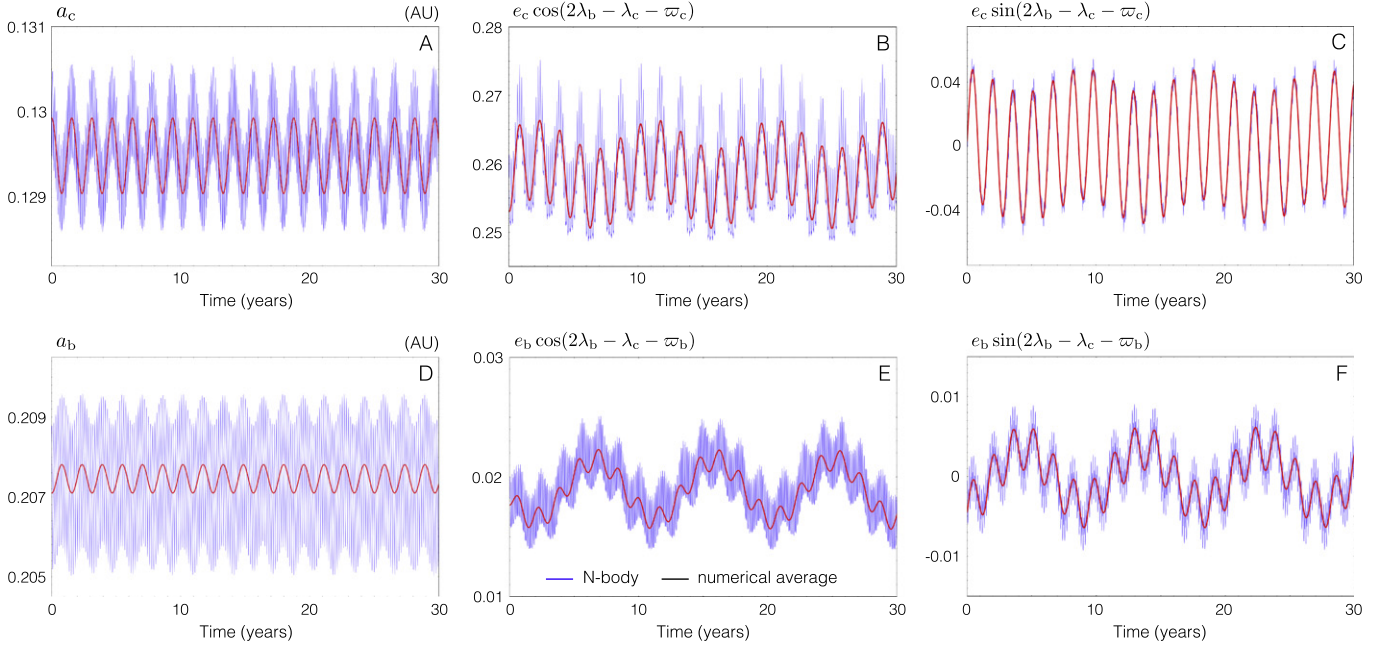 a_c (AU)
A
0.131
0.13
0.129
0 10 20 30
Time (years)
e_c cos(2λ_b − λ_c − ϖ_c)
B
0.28
0.27
0.26
0.25
0 10 20 30
Time (years)
e_c sin(2λ_b − λ_c − ϖ_c)
C
0.04
0
-0.04
0 10 20 30
Time (years)
a_b (AU)
D
0.209
0.207
0.205
0 10 20 30
Time (years)
e_b cos(2λ_b − λ_c − ϖ_b)
E
0.03
0.02
0.01
N-body numerical average
0 10 20 30
Time (years)
e_b sin(2λ_b − λ_c − ϖ_b)
F
0.01
0
-0.01
0 10 20 30
Time (years)